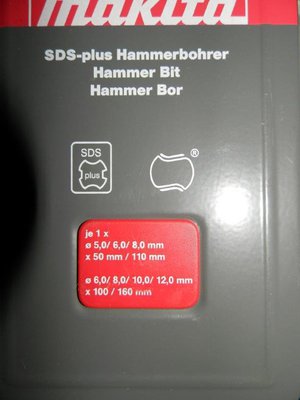 makita
SDS-plus Hammerbohrer
Hammer Bit
Hammer Bor
SDS
plus
®
je 1 x
ø 5,0/ 6,0/ 8,0 mm
x 50 mm / 110 mm
ø 6,0/ 8,0/ 10,0/ 12,0 mm
x 100 / 160 mm